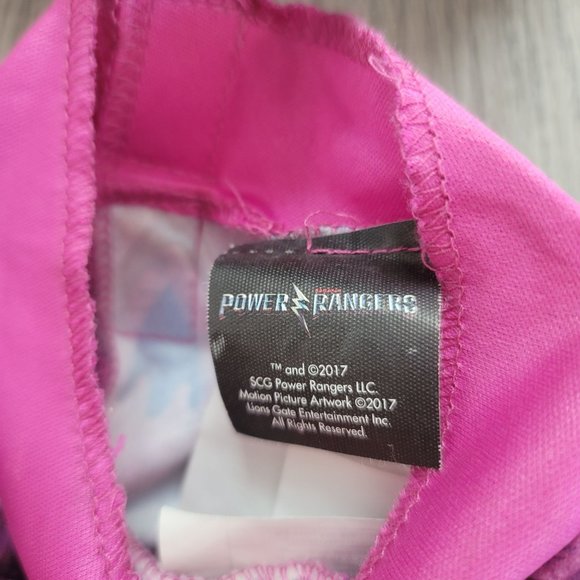 POWER RANGERS
™ and ©2017
SCG Power Rangers LLC.
Motion Picture Artwork ©2017
Lions Gate Entertainment Inc.
All Rights Reserved.